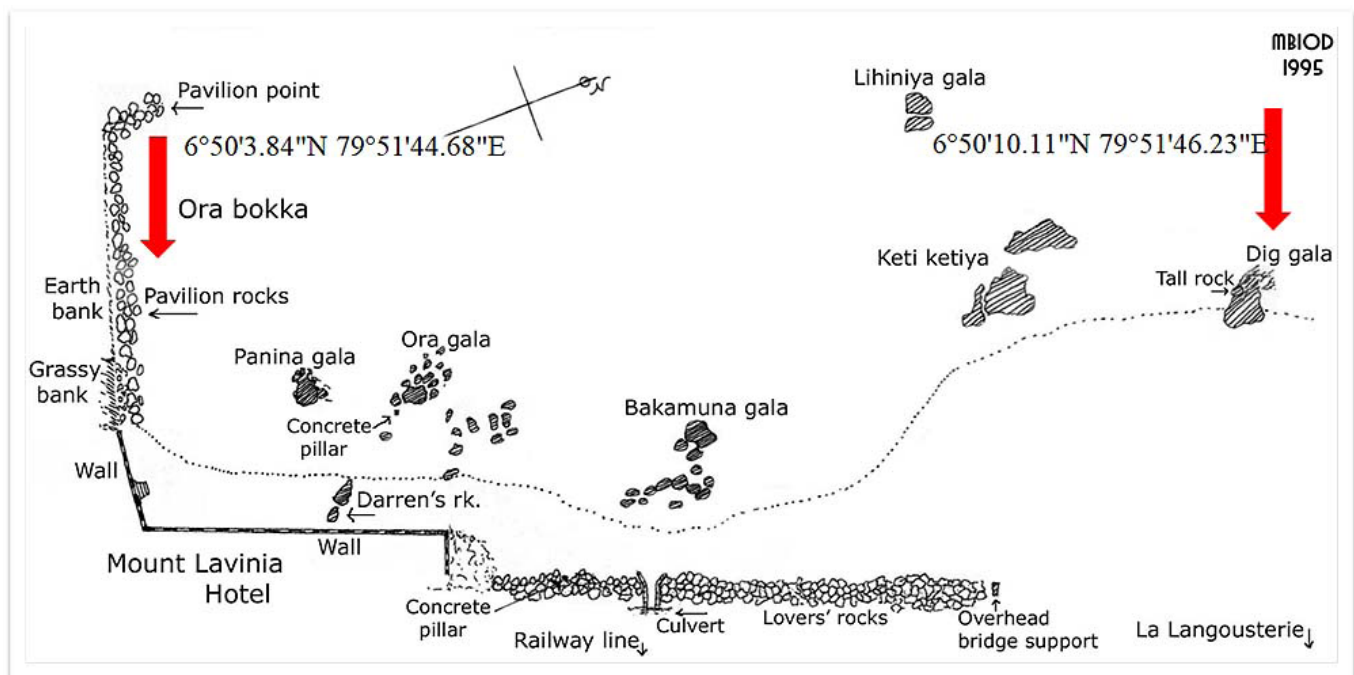 MBIOD
1995
Pavilion point
N
Lihiniya gala
6°50'3.84"N 79°51'44.68"E
6°50'10.11"N 79°51'46.23"E
Ora bokka
Keti ketiya
Dig gala
Tall rock
Earth
bank
Pavilion rocks
Grassy
bank
Panina gala
Ora gala
Concrete
pillar
Bakamuna gala
Wall
Darren's rk.
Wall
Mount Lavinia
Hotel
Concrete
pillar
Railway line
Culvert
Lovers' rocks
Overhead
bridge support
La Langousterie